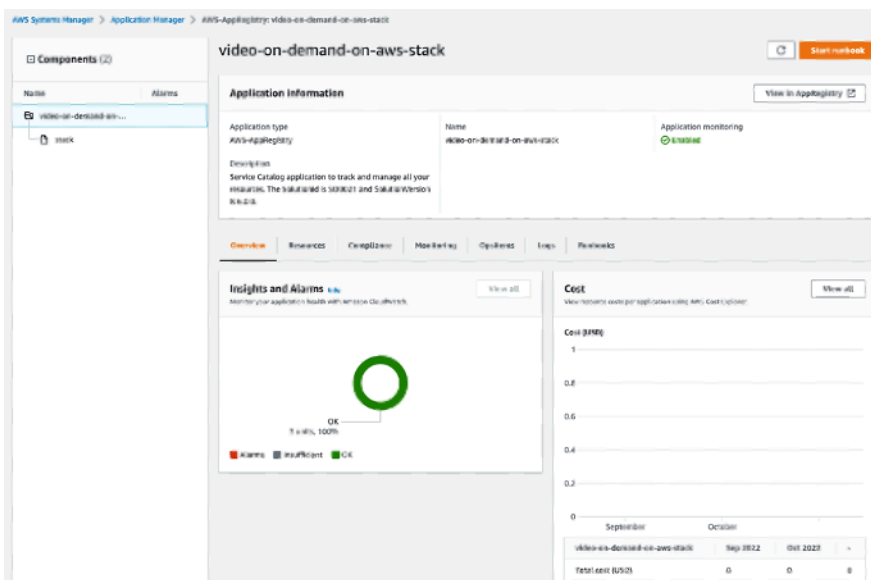 AWS Systems Manager > Application Manager > AWS-AppRegistry: video-on-demand-on-aws-stack
Components (2)
Name Alarms
video-on-demand-on-...
stack
video-on-demand-on-aws-stack
Start runbook
Application information
View in AppRegistry
Application type
AWS-AppRegistry
Name
video-on-demand-on-aws-stack
Application monitoring
Enabled
Description
Service Catalog application to track and manage all your
resources. The SolutionId is SO0021 and SolutionVersion
is
Overview Resources Compliance Monitoring OpsItems Logs Runbooks
Insights and Alarms Info
View all
Monitor your application health with Amazon CloudWatch.
OK
100%
Alarms Insufficient OK
Cost
View all
View resource costs per application using AWS Cost Explorer.
Cost (USD)
1
0.8
0.6
0.4
0.2
0
September October
video-on-demand-on-aws-stack Sep 2022 Oct 2022
Total cost (USD) 0 0 0